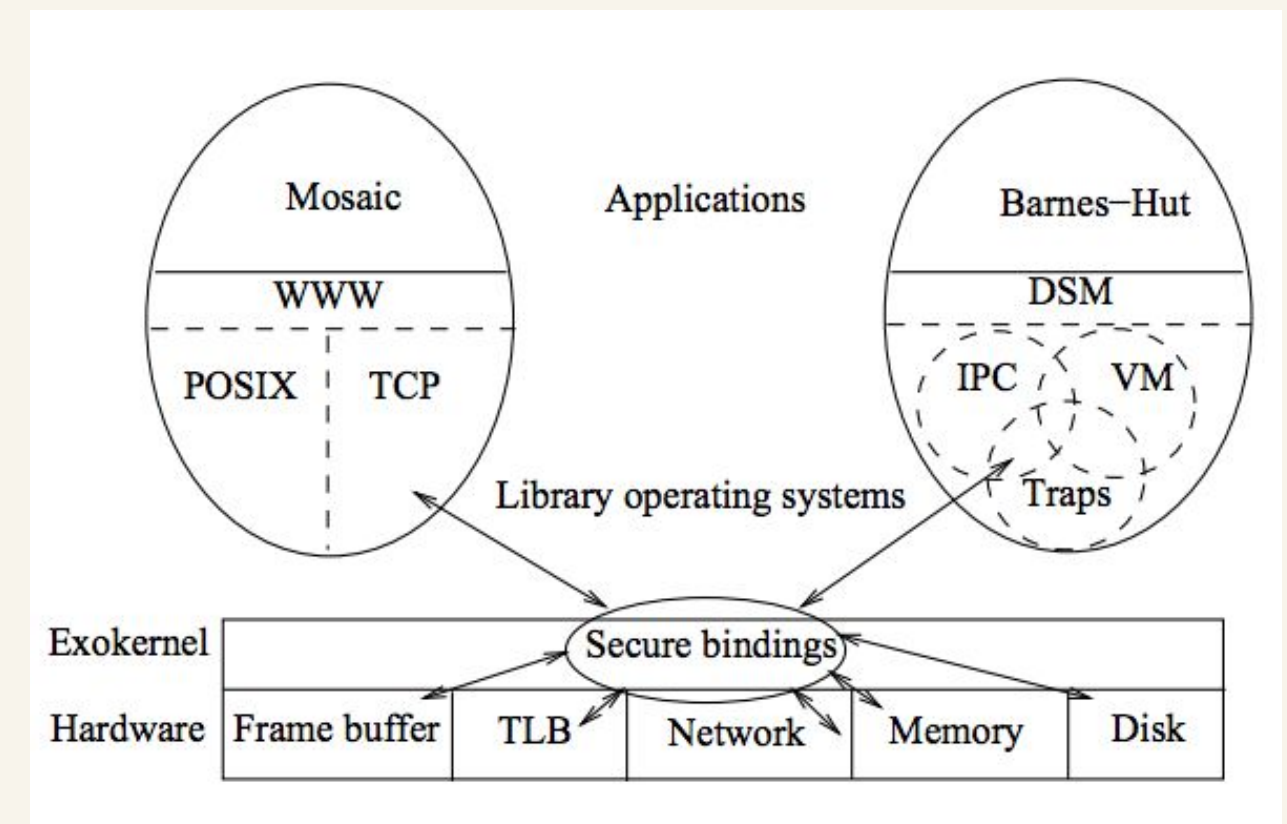 Mosaic
Applications
Barnes−Hut
WWW
DSM
POSIX
TCP
IPC
VM
Library operating systems
Traps
Exokernel
Secure bindings
Hardware
Frame buffer
TLB
Network
Memory
Disk